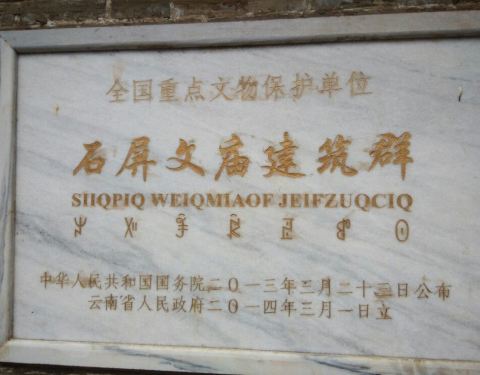 全国重点文物保护单位
石屏文庙建筑群
SIIQPIQ WEIQMIAOF JEIFZUQCIQ
中华人民共和国国务院二〇一三年三月二十三日公布
云南省人民政府二〇一四年三月一日立